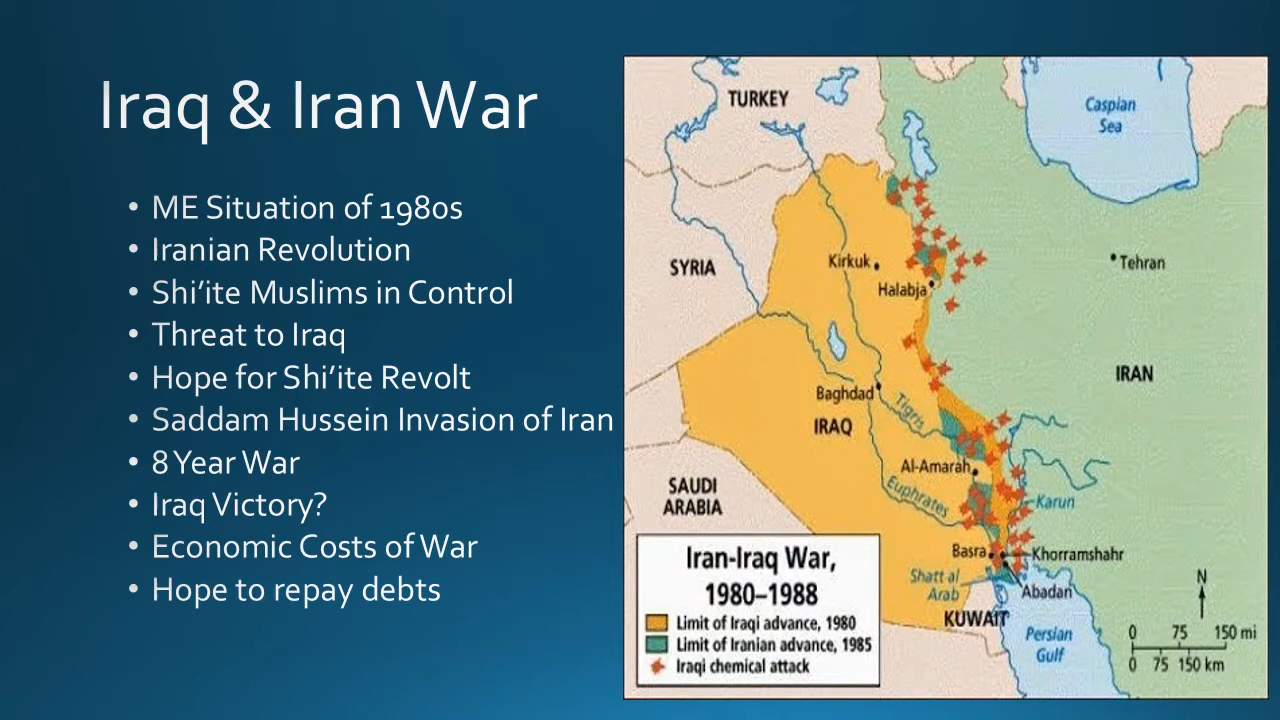 Iraq & Iran War
• ME Situation of 1980s
• Iranian Revolution
• Shi’ite Muslims in Control
• Threat to Iraq
• Hope for Shi’ite Revolt
• Saddam Hussein Invasion of Iran
• 8 Year War
• Iraq Victory?
• Economic Costs of War
• Hope to repay debts
TURKEY
Caspian
Sea
SYRIA
Kirkuk
Tehran
Halabja
IRAN
Baghdad
Tigris
IRAQ
Al-Amarah
SAUDI
ARABIA
Euphrates
Karun
Basra
Khorramshahr
Shatt al
Arab
Abadan
KUWAIT
Persian
Gulf
N
0 75 150 mi
0 75 150 km
Iran-Iraq War,
1980–1988
Limit of Iraqi advance, 1980
Limit of Iranian advance, 1985
Iraqi chemical attack